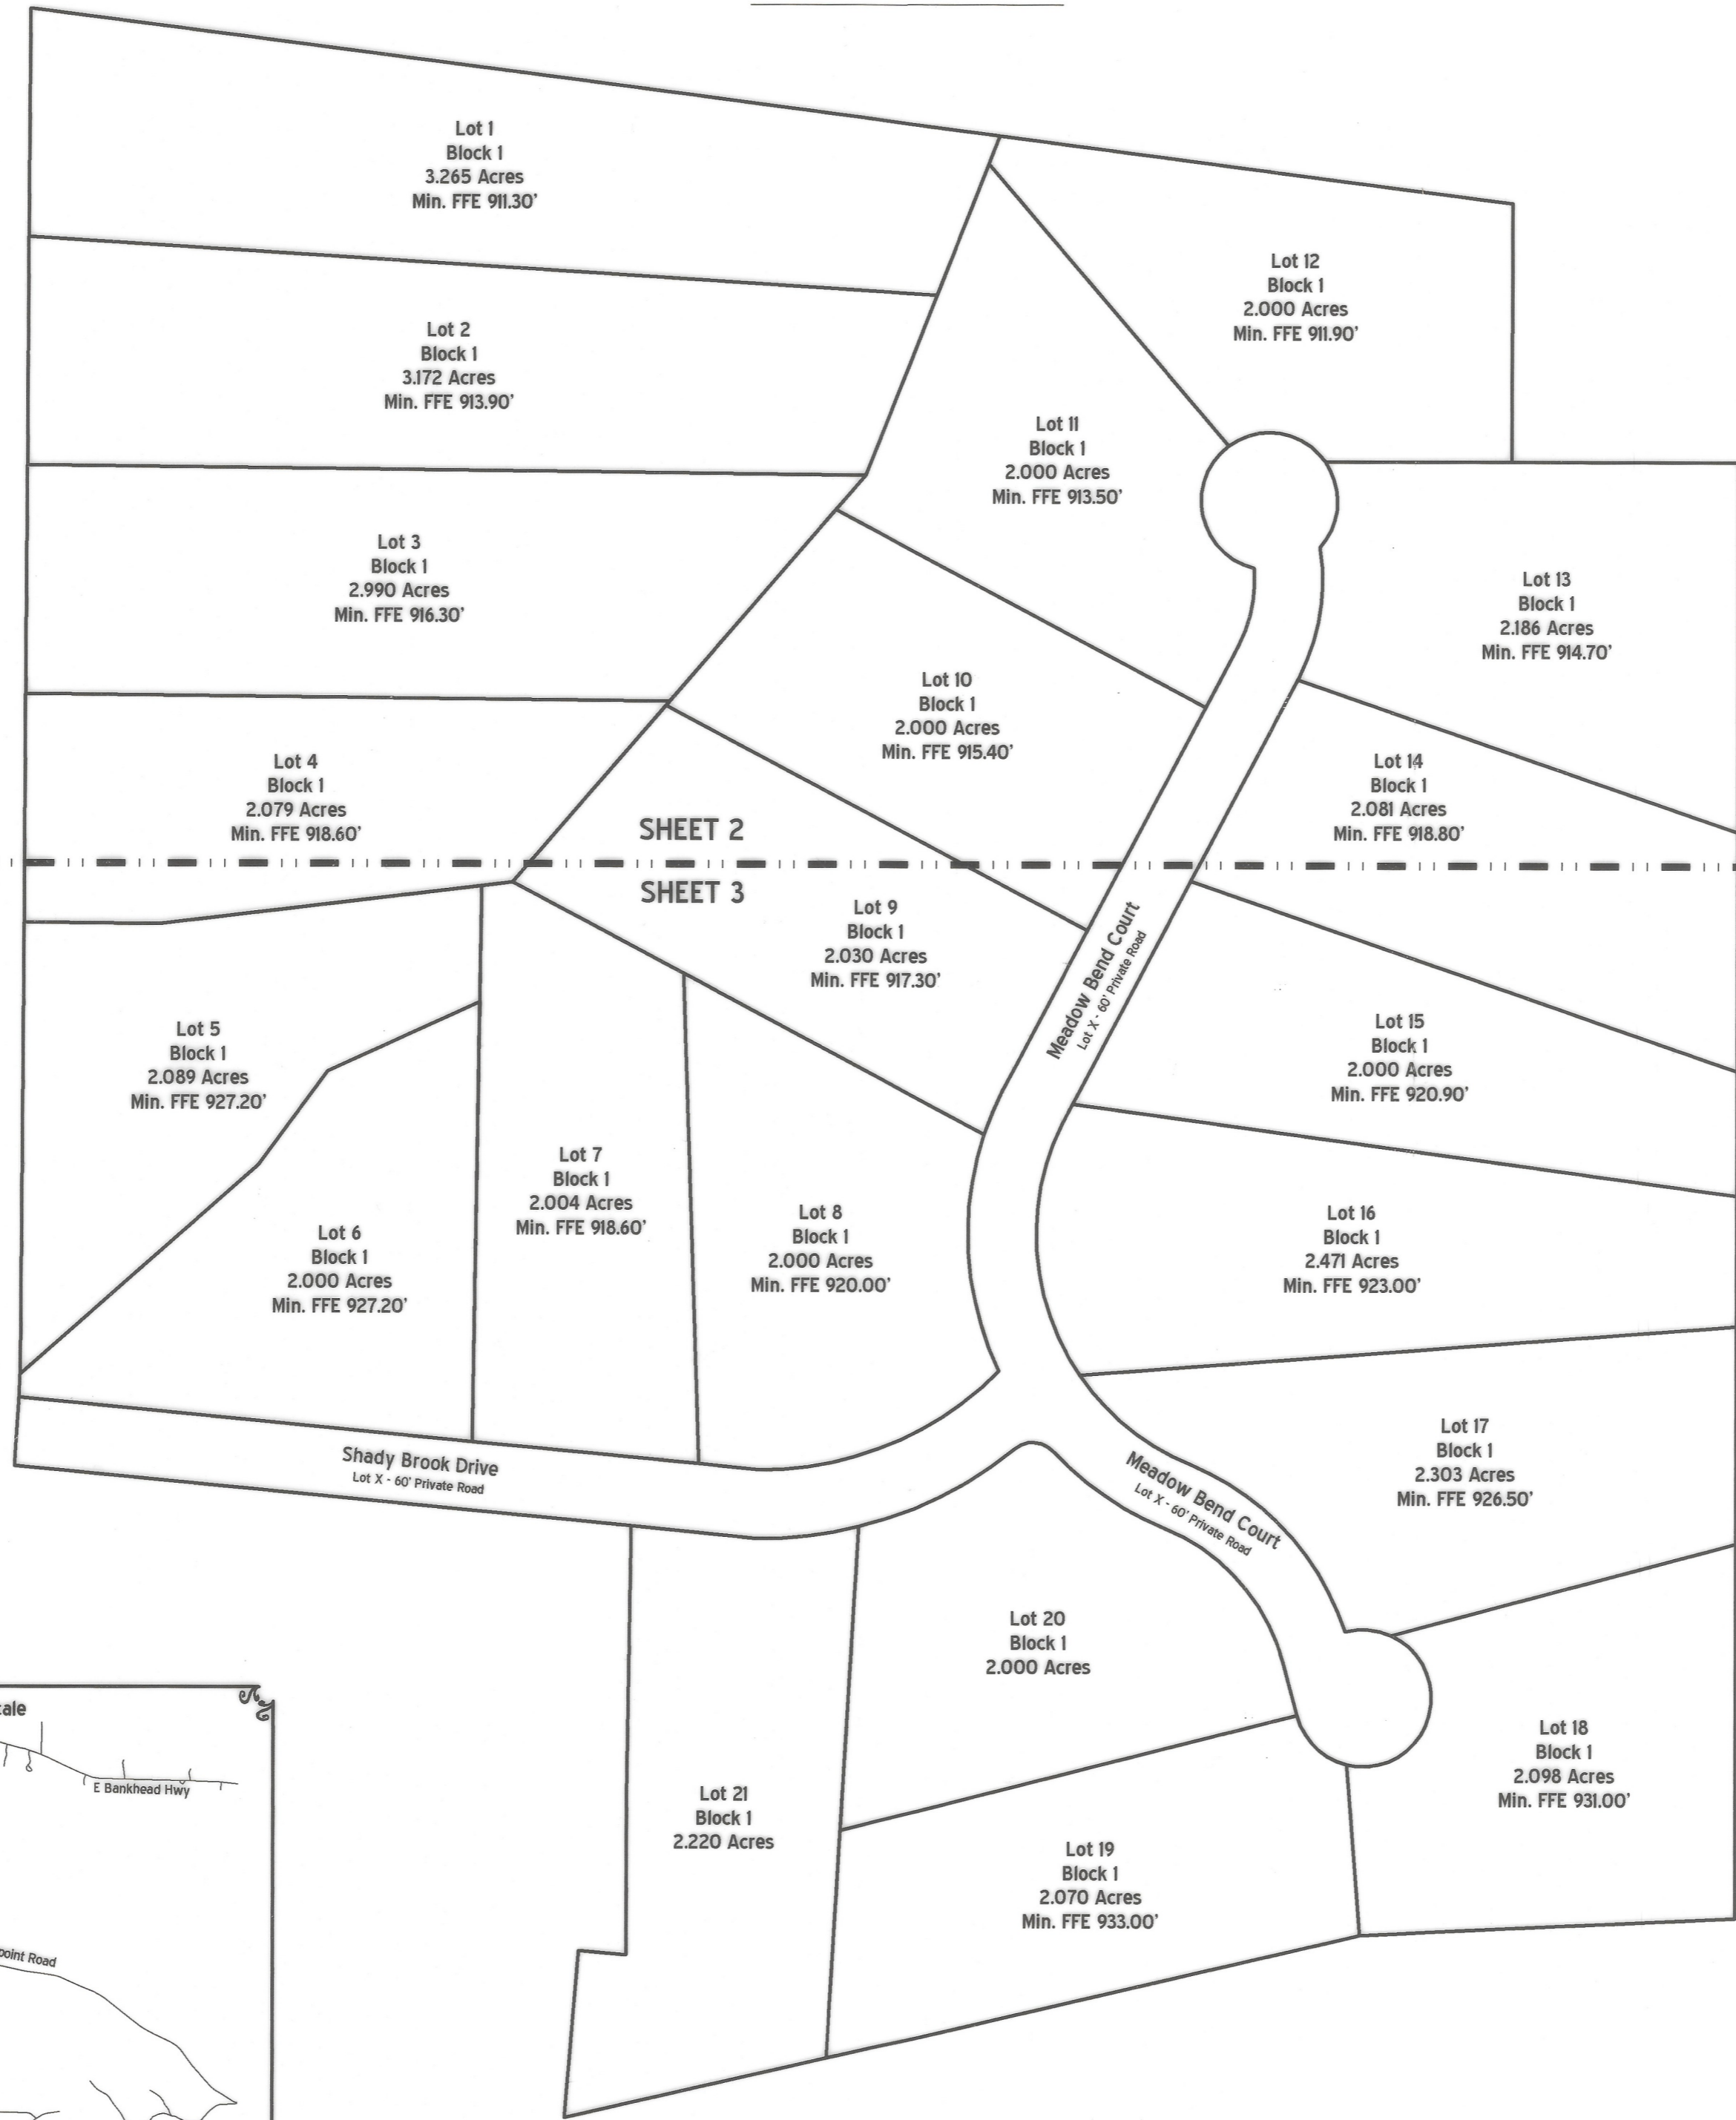 Lot 1
Block 1
3.265 Acres
Min. FFE 911.30'
Lot 12
Block 1
2.000 Acres
Min. FFE 911.90'
Lot 2
Block 1
3.172 Acres
Min. FFE 913.90'
Lot 11
Block 1
2.000 Acres
Min. FFE 913.50'
Lot 3
Block 1
2.990 Acres
Min. FFE 916.30'
Lot 13
Block 1
2.186 Acres
Min. FFE 914.70'
Lot 10
Block 1
2.000 Acres
Min. FFE 915.40'
Lot 4
Block 1
2.079 Acres
Min. FFE 918.60'
Lot 14
Block 1
2.081 Acres
Min. FFE 918.80'
SHEET 2
SHEET 3
Lot 9
Block 1
2.030 Acres
Min. FFE 917.30'
Meadow Bend Court
Lot X - 60' Private Road
Lot 5
Block 1
2.089 Acres
Min. FFE 927.20'
Lot 15
Block 1
2.000 Acres
Min. FFE 920.90'
Lot 7
Block 1
2.004 Acres
Min. FFE 918.60'
Lot 8
Block 1
2.000 Acres
Min. FFE 920.00'
Lot 16
Block 1
2.471 Acres
Min. FFE 923.00'
Lot 6
Block 1
2.000 Acres
Min. FFE 927.20'
Shady Brook Drive
Lot X - 60' Private Road
Lot 17
Block 1
2.303 Acres
Min. FFE 926.50'
Meadow Bend Court
Lot X - 60' Private Road
Lot 20
Block 1
2.000 Acres
Lot 18
Block 1
2.098 Acres
Min. FFE 931.00'
cale
E Bankhead Hwy
Lot 21
Block 1
2.220 Acres
Lot 19
Block 1
2.070 Acres
Min. FFE 933.00'
point Road